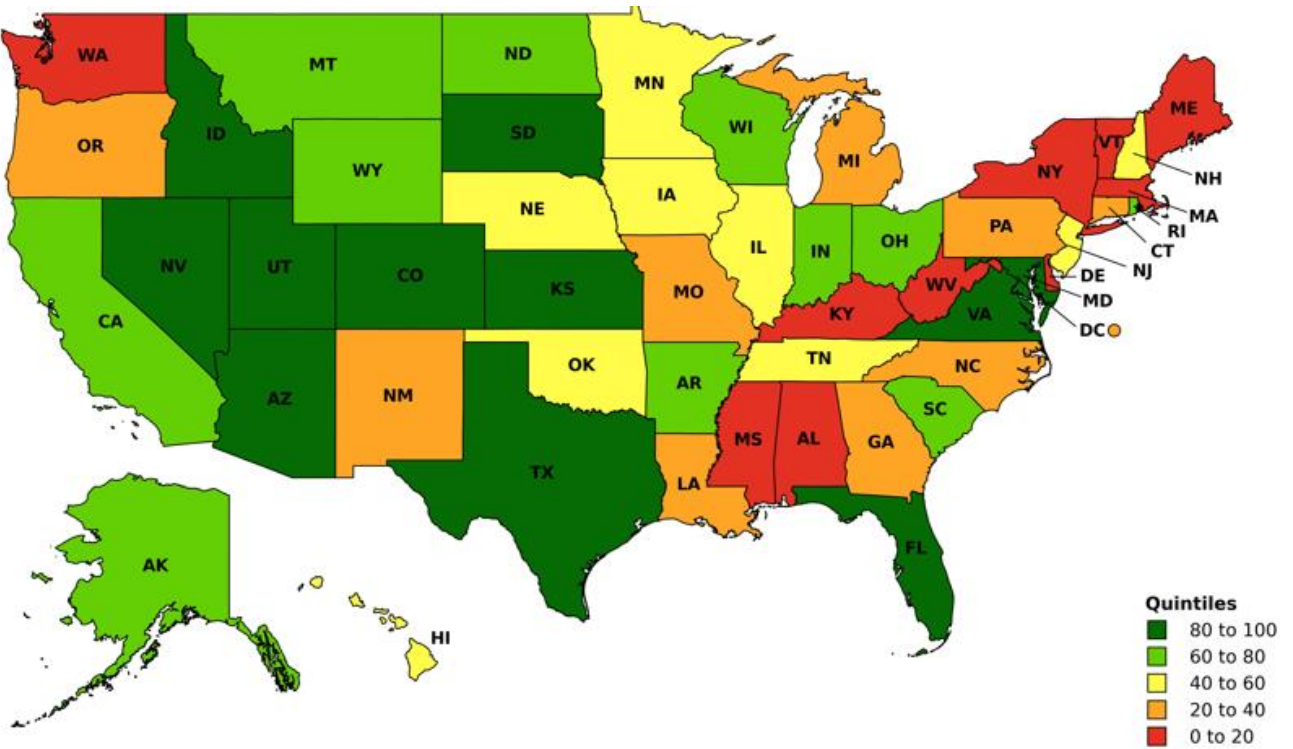 WA
MT
ND
MN
ME
OR
ID
SD
WI
VT
WY
MI
NY
NH
IA
NE
MA
PA
RI
IL
IN
OH
CT
NV
UT
CO
NJ
KS
MO
WV
DE
MD
CA
KY
VA
DC
OK
TN
NC
AZ
NM
AR
SC
MS
AL
GA
TX
LA
FL
AK
HI
Quintiles
80 to 100
60 to 80
40 to 60
20 to 40
0 to 20